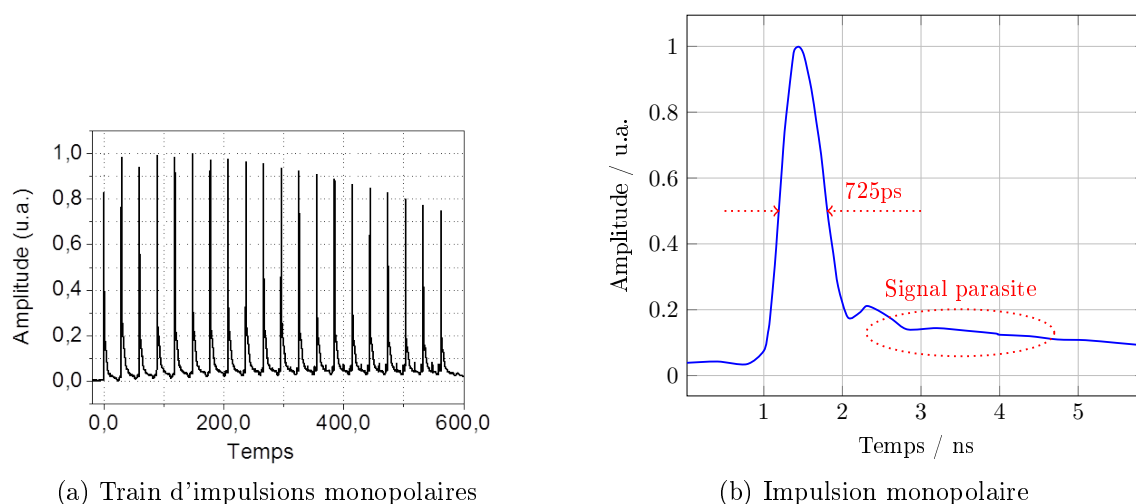 1,0
0,8
0,6
0,4
0,2
0,0
Amplitude (u.a.)
0,0 200,0 400,0 600,0
Temps
(a) Train d'impulsions monopolaires
1
0.8
0.6
0.4
0.2
0
Amplitude / u.a.
725ps
Signal parasite
1 2 3 4 5
Temps / ns
(b) Impulsion monopolaire